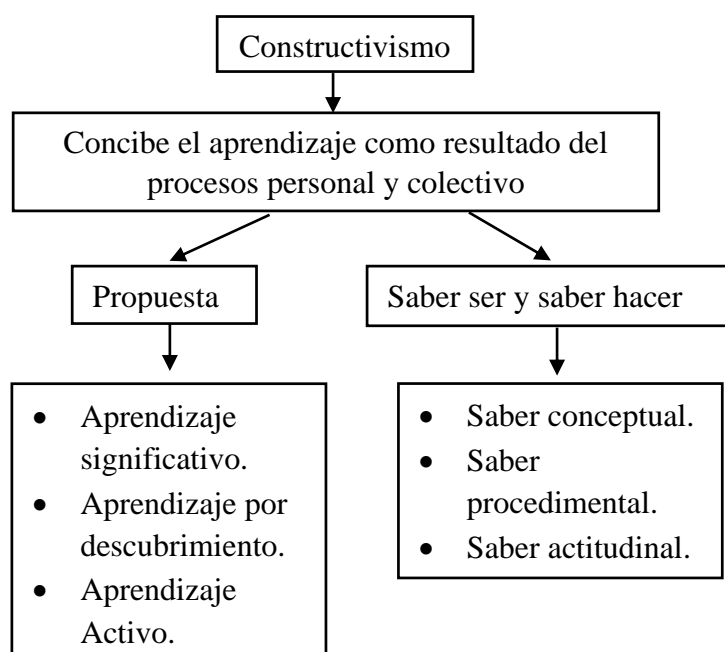 Constructivismo
Concibe el aprendizaje como resultado del
procesos personal y colectivo
Propuesta
Saber ser y saber hacer
• Aprendizaje
significativo.
• Aprendizaje por
descubrimiento.
• Aprendizaje
Activo.
• Saber conceptual.
• Saber
procedimental.
• Saber actitudinal.